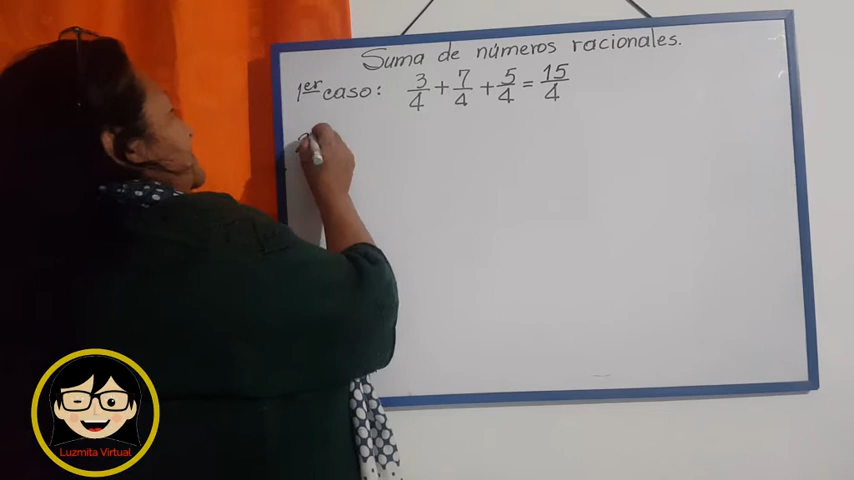 Suma de números racionales.
1er caso: 3/4 + 7/4 + 5/4 = 15/4
Luzmita Virtual